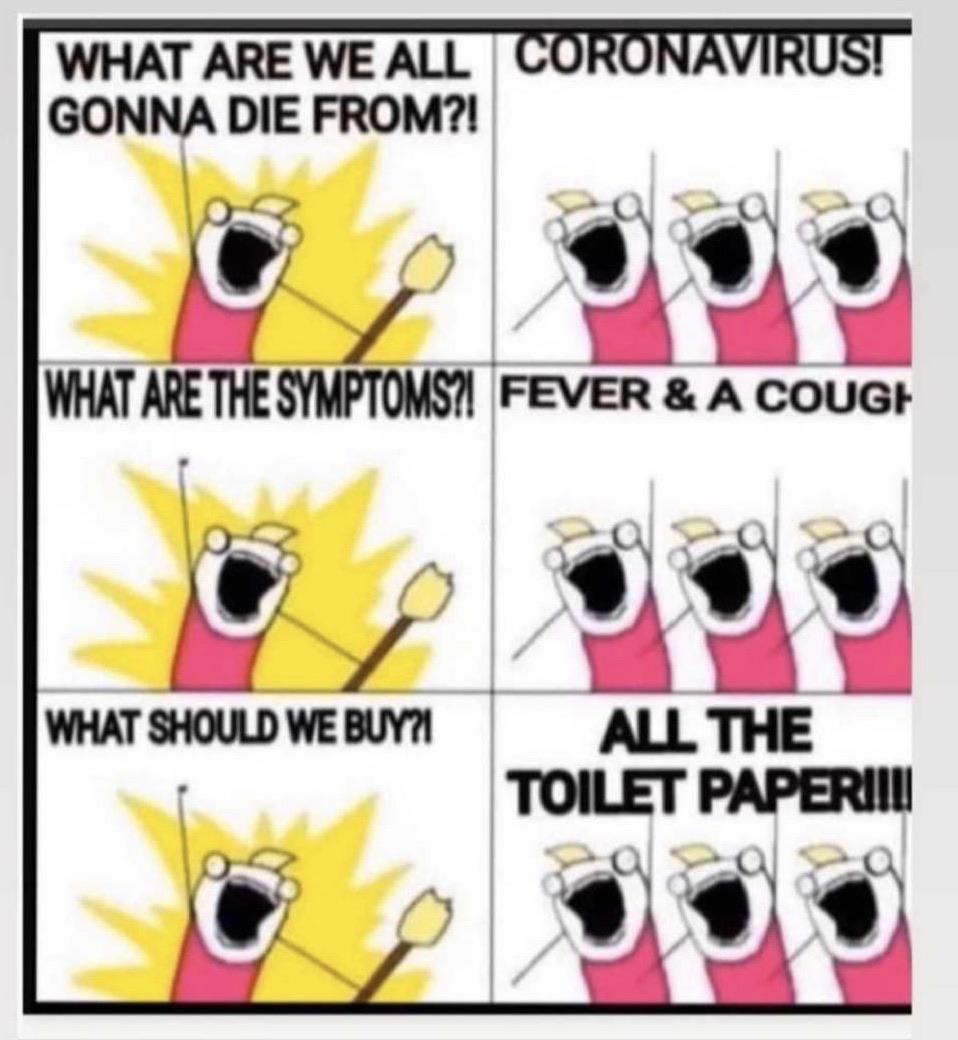 WHAT ARE WE ALL
GONNA DIE FROM?!
CORONAVIRUS!
WHAT ARE THE SYMPTOMS?!
FEVER & A COUGH
WHAT SHOULD WE BUY?!
ALL THE
TOILET PAPER!!!!